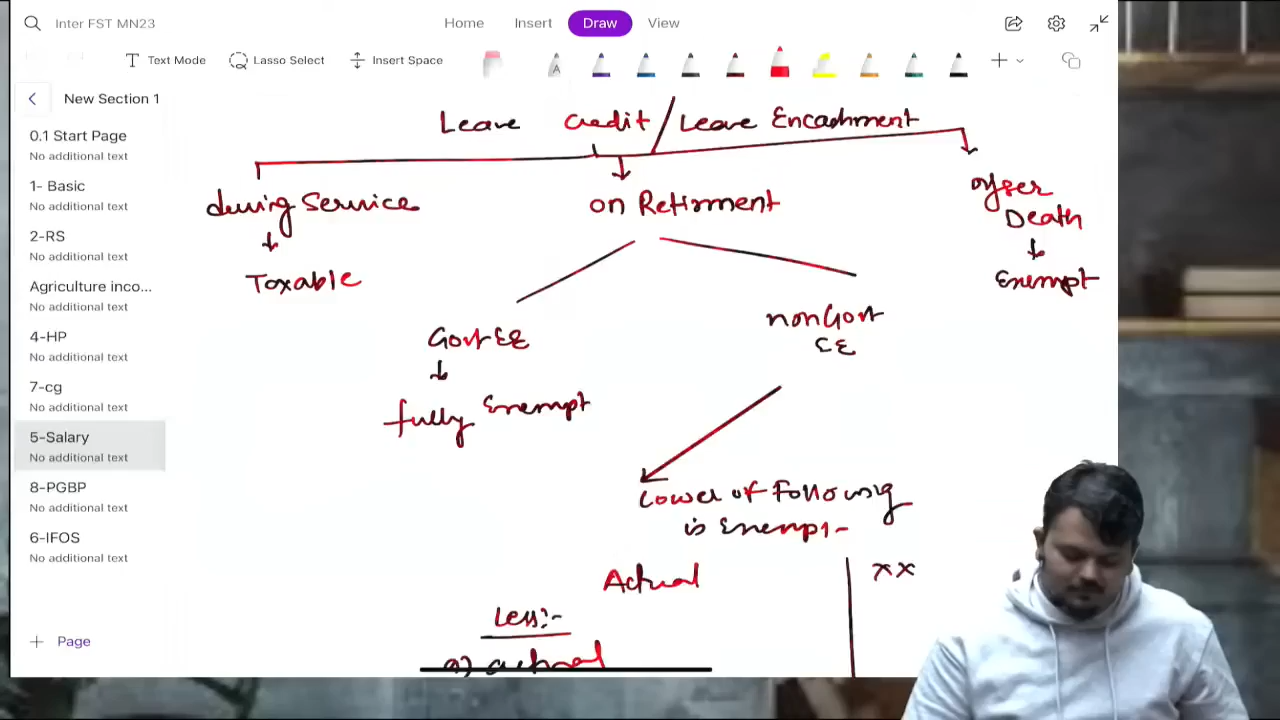 Inter FST MN23
Home
Insert
Draw
View
Text Mode
Lasso Select
Insert Space
A
New Section 1
0.1 Start Page
No additional text
1- Basic
No additional text
2-RS
No additional text
Agriculture inco...
No additional text
4-HP
No additional text
7-cg
No additional text
5-Salary
No additional text
8-PGBP
No additional text
6-IFOS
No additional text
+ Page
Leave Credit / Leave Encashment
during Service
Taxable
on Retirment
after
Death
Exempt
Govt EE
fully Exempt
non Govt
EE
Lower of Following
is Exempt-
Actual
xx
Less:-
a) actual